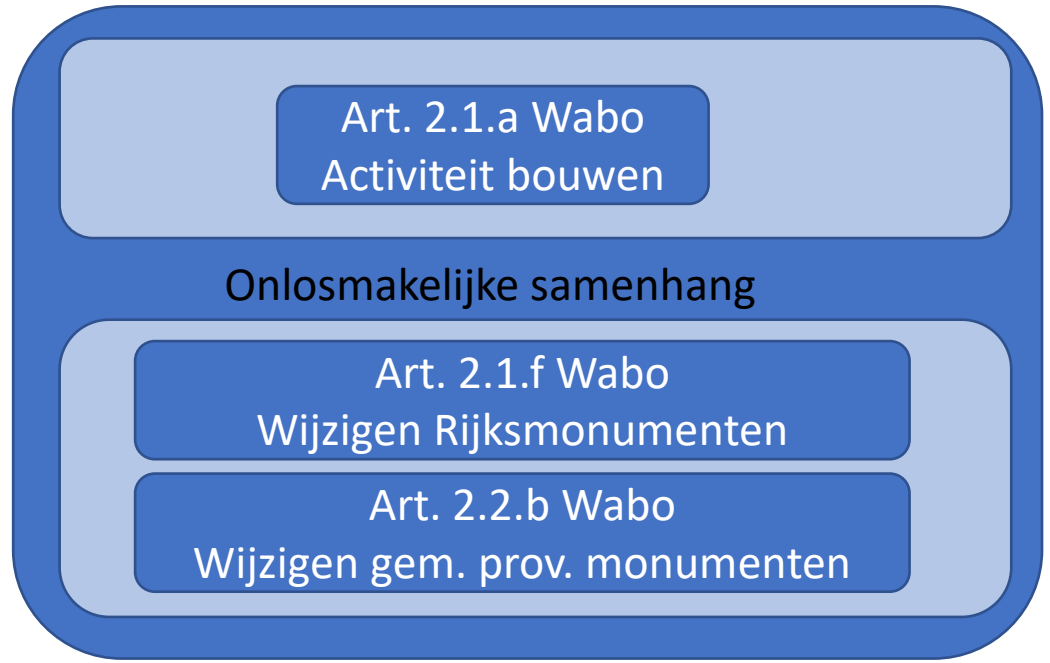 Art. 2.1.a Wabo
Activiteit bouwen
Onlosmakelijke samenhang
Art. 2.1.f Wabo
Wijzigen Rijksmonumenten
Art. 2.2.b Wabo
Wijzigen gem. prov. monumenten